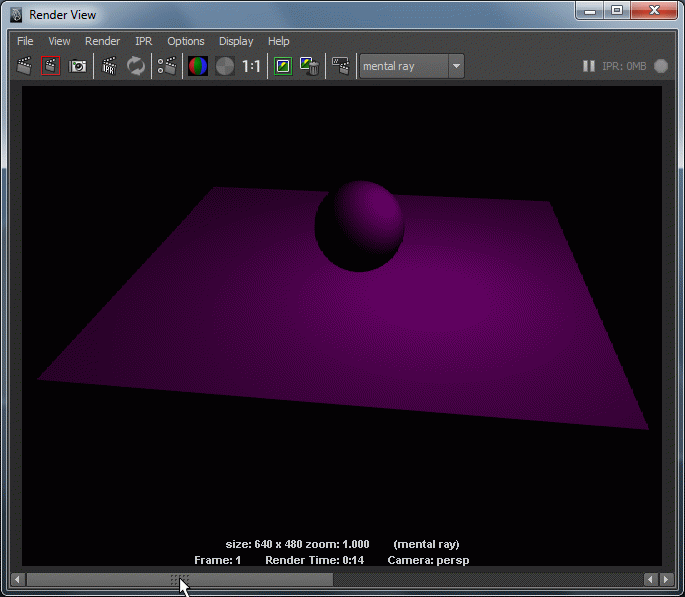 Render View
File View Render IPR Options Display Help
IPR 1:1 mental ray IPR: 0MB
size: 640 x 480 zoom: 1.000 (mental ray)
Frame: 1 Render Time: 0:14 Camera: persp